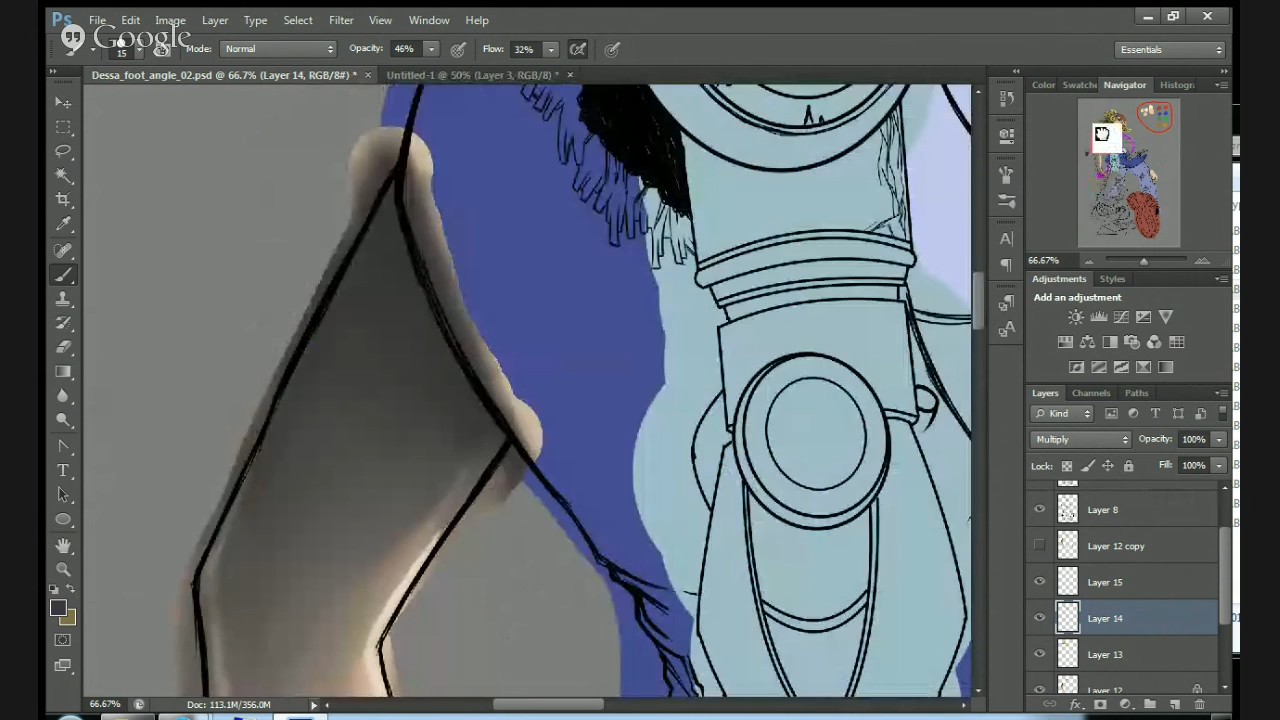 Ps File Edit Image Layer Type Select Filter View Window Help
Google
15 Mode: Normal Opacity: 46% Flow: 32% Essentials
Dessa_foot_angle_02.psd @ 66.7% (Layer 14, RGB/8#) * × Untitled-1 @ 50% (Layer 3, RGB/8) * ×
Color Swatch Navigator Histogr
66.67%
Adjustments Styles
Add an adjustment
Layers Channels Paths
Kind
Multiply Opacity: 100%
Lock: Fill: 100%
Layer 8
Layer 12 copy
Layer 15
Layer 14
Layer 13
Layer 12
66.67% Doc: 113.1M/356.0M